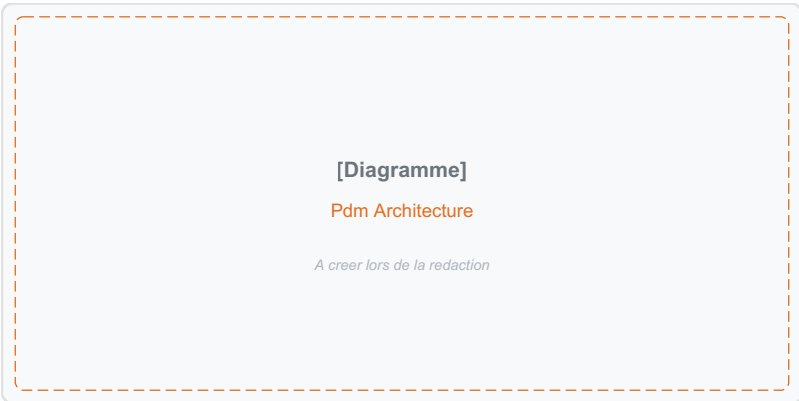 [Diagramme]
Pdm Architecture
A creer lors de la redaction